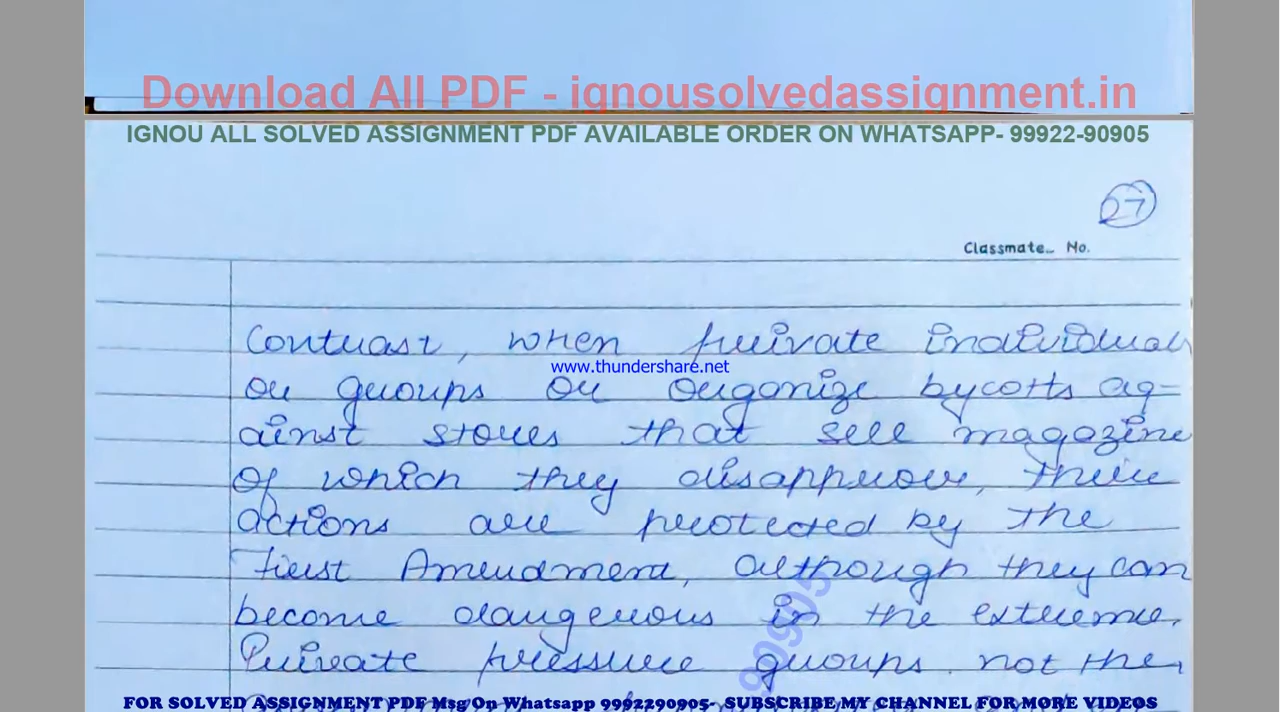 Download All PDF - ignousolvedassignment.in
IGNOU ALL SOLVED ASSIGNMENT PDF AVAILABLE ORDER ON WHATSAPP- 99922-90905
27
Classmate No.
Contrast, when private individuals
www.thundershare.net
or groups or organize bycotts ag-
ainst stores that sell magazine
of which they disapprove, their
actions are protected by the
First Amendment, although they can
become dangerous in the extreme.
Private pressure groups not the
99905
FOR SOLVED ASSIGNMENT PDF Msg On Whatsapp 9992290905- SUBSCRIBE MY CHANNEL FOR MORE VIDEOS